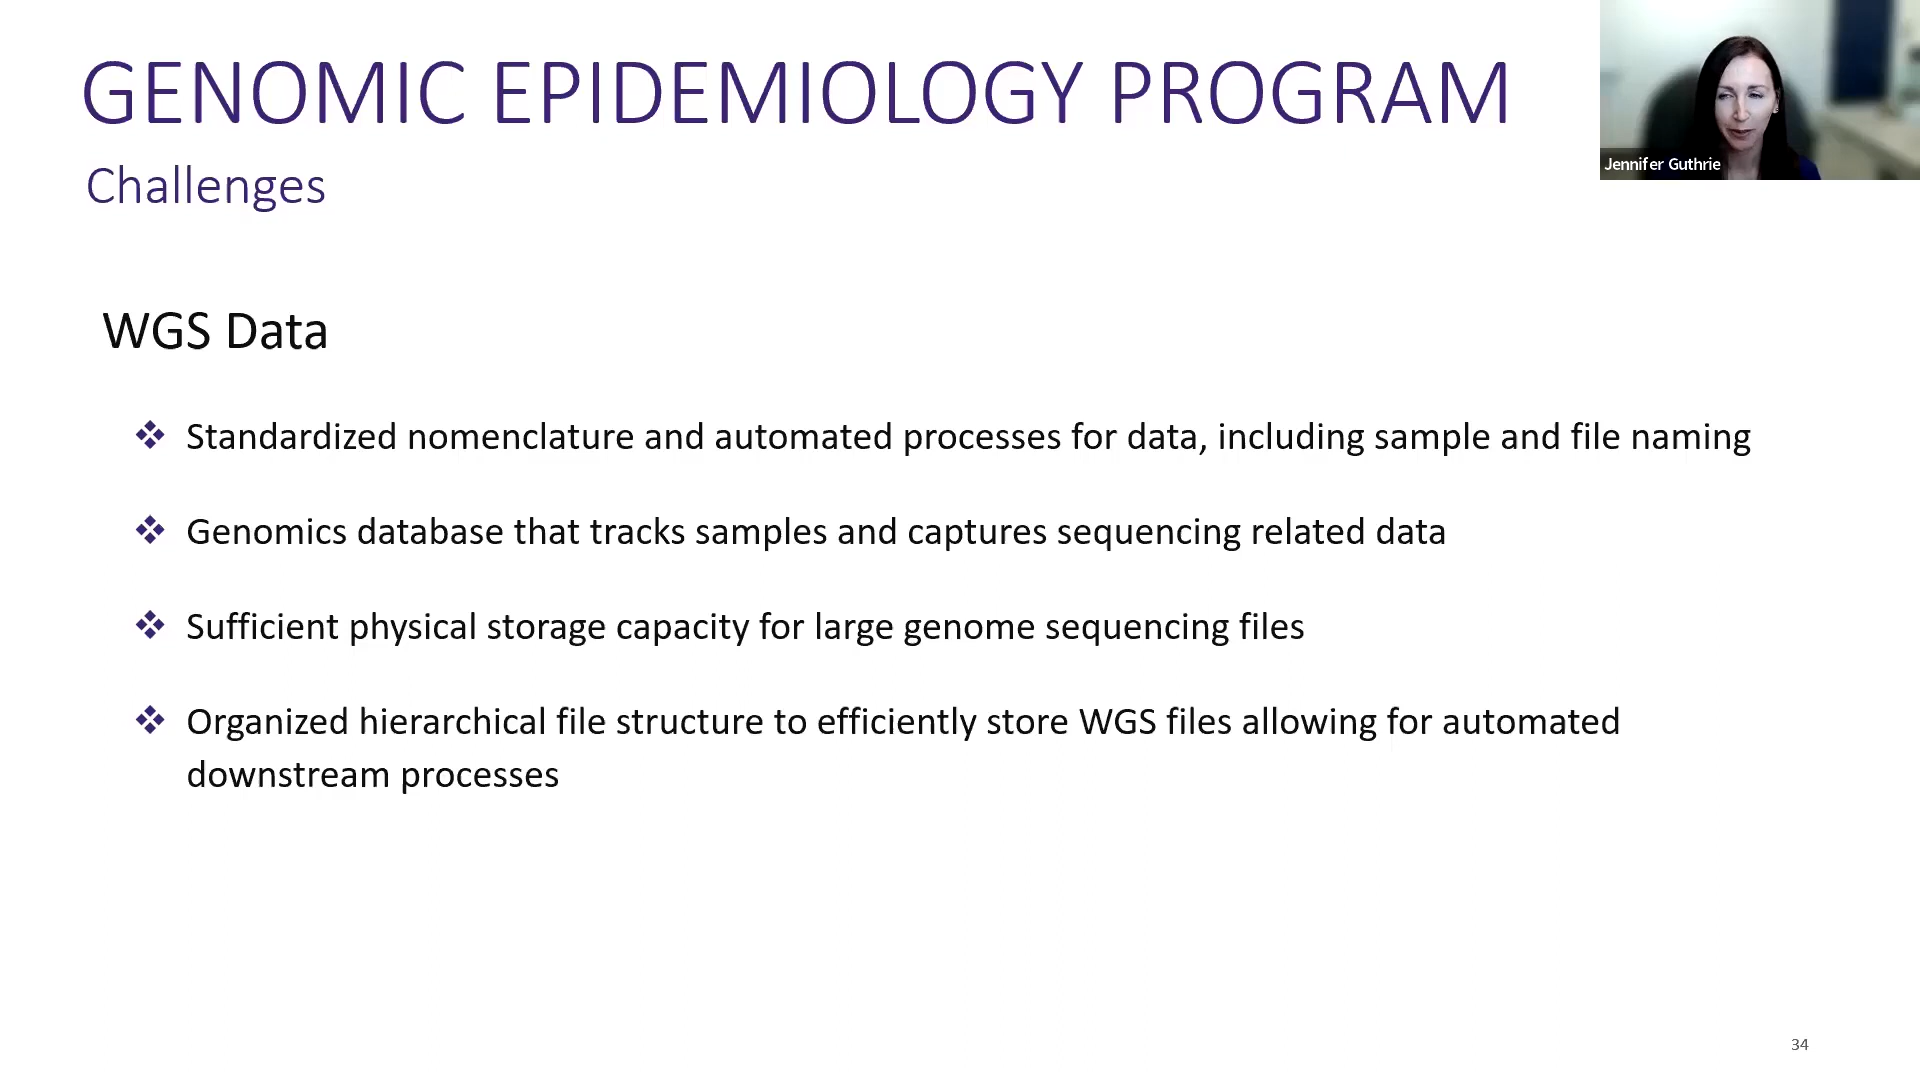 GENOMIC EPIDEMIOLOGY PROGRAM
Challenges
Jennifer Guthrie
WGS Data
Standardized nomenclature and automated processes for data, including sample and file naming
Genomics database that tracks samples and captures sequencing related data
Sufficient physical storage capacity for large genome sequencing files
Organized hierarchical file structure to efficiently store WGS files allowing for automated
downstream processes
34